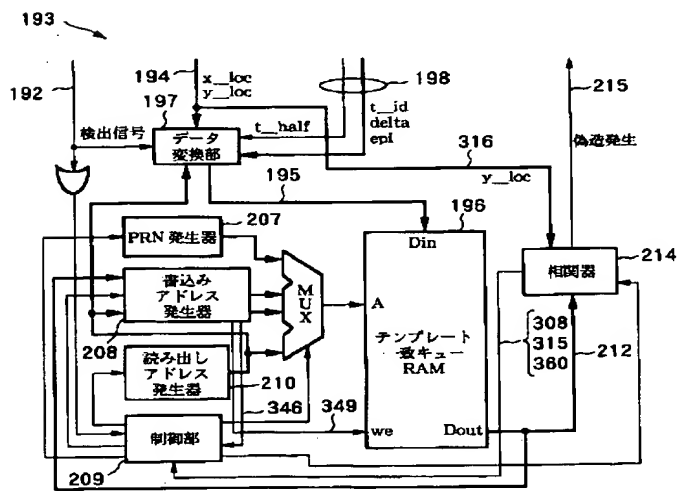 193
192
194
x_loc
y_loc
197
198
215
検出信号
データ
変換部
t_half
t_id
delta
epl
偽造発生
316
y_loc
195
207
196
PRN 発生器
Din
214
相関器
書込み
アドレス
発生器
208
MUX
A
テンプレート
一致キュー
RAM
308
315
360
212
読み出し
アドレス
発生器
210
346
349
we
Dout
制御部
209